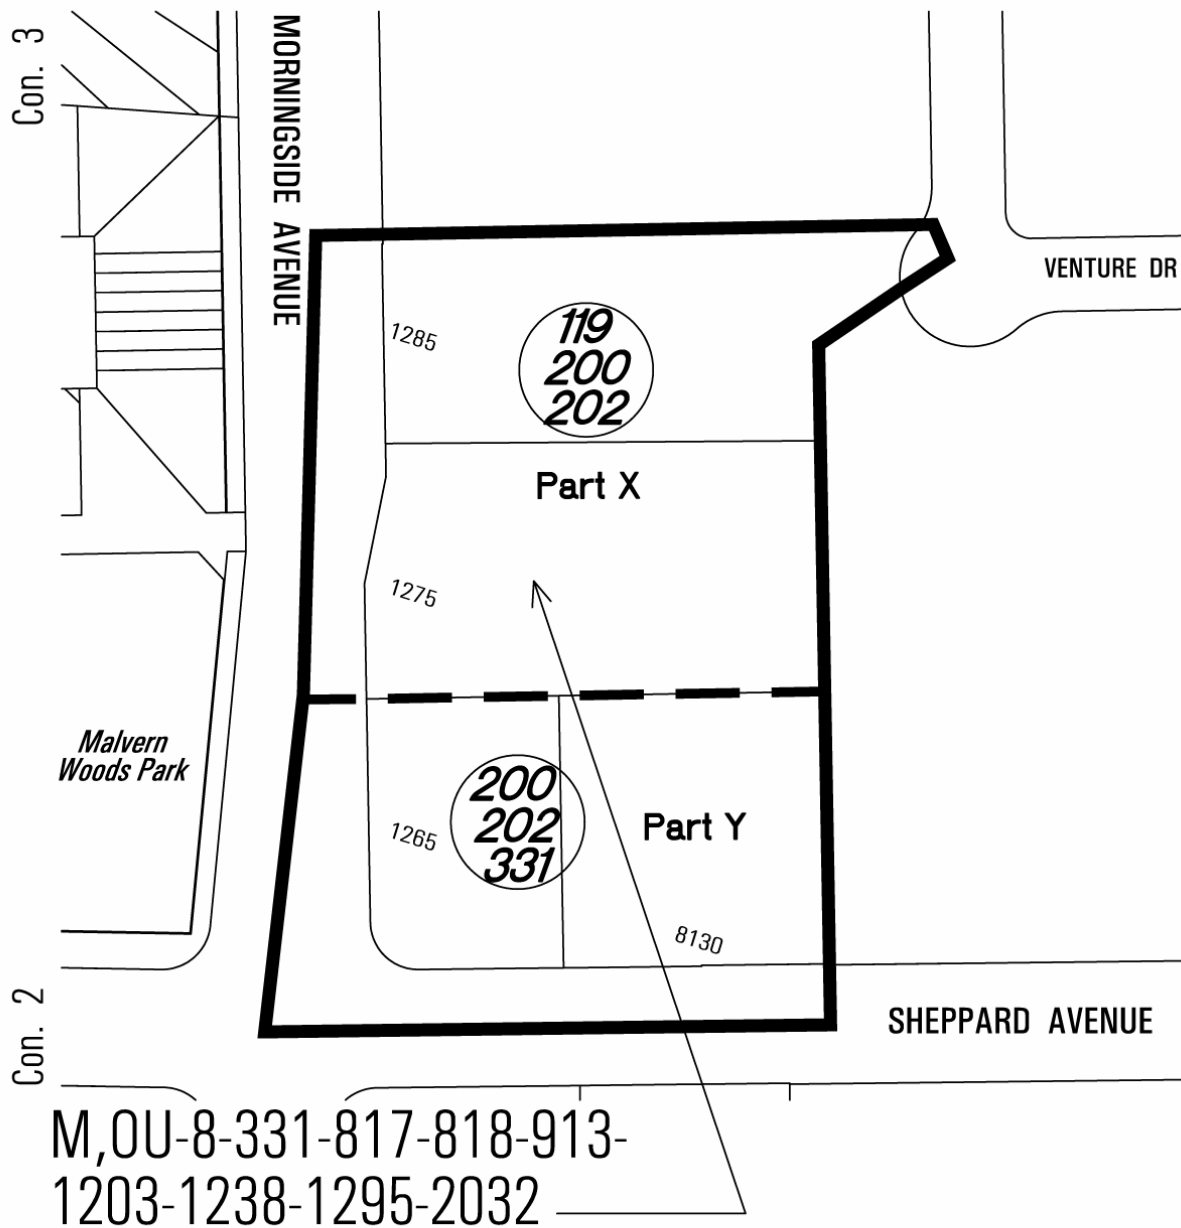 Con. 3
MORNINGSIDE AVENUE
VENTURE DR
1285
119
200
202
Part X
1275
Malvern
Woods Park
200
202
331
1265
Part Y
8130
Con. 2
SHEPPARD AVENUE
M,OU-8-331-817-818-913-
1203-1238-1295-2032